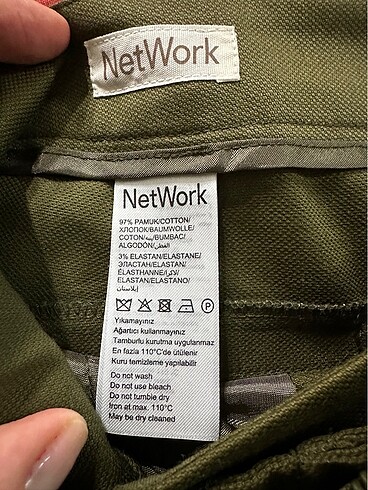 NetWork
NetWork
97% PAMUK/COTTON/
ХЛОПОК/BAUMWOLLE/
COTON/پنبه/BUMBAC/
ALGODÓN/القطن
3% ELASTAN/ELASTANE/
ЭЛАСТАН/ELASTAN/
ÉLASTHANNE/لاکرا/
ELASTAN/ELASTANO/
إيلاستان
P
Yıkamayınız
Ağartıcı kullanmayınız
Tamburlu kurutma uygulanmaz
En fazla 110°C'de ütülenir
Kuru temizleme yapılabilir
Do not wash
Do not use bleach
Do not tumble dry
Iron at max. 110°C
May be dry cleaned